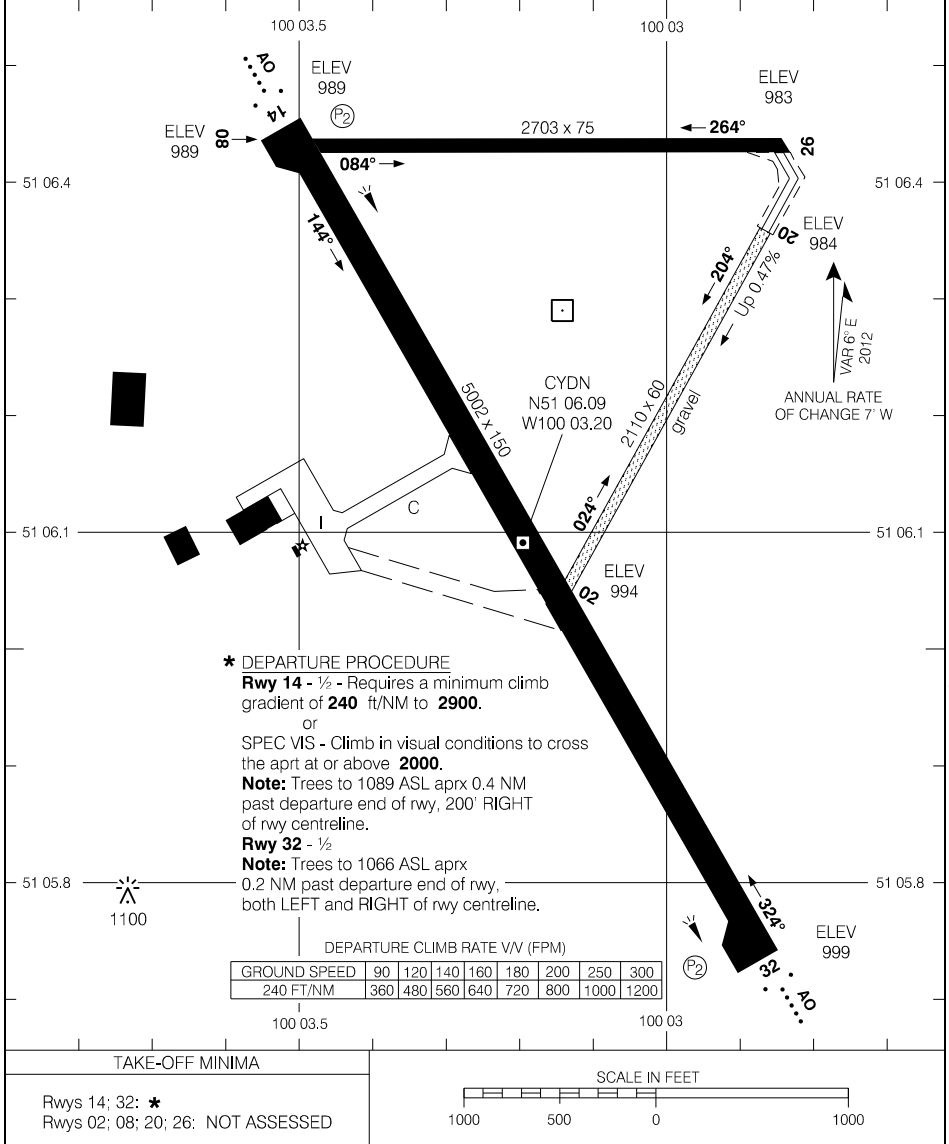 100 03.5
100 03
AO
14
ELEV
989
P2
ELEV
989
08
2703 x 75
264°
084°
ELEV
983
26
51 06.4
51 06.4
144°
20
ELEV
984
204°
Up 0.47%
VAR 6° E
2012
ANNUAL RATE
OF CHANGE 7' W
5002 x 150
CYDN
N51 06.09
W100 03.20
2110 x 60
gravel
024°
C
I
51 06.1
51 06.1
02
ELEV
994
* DEPARTURE PROCEDURE
Rwy 14 - ½ - Requires a minimum climb
gradient of 240 ft/NM to 2900.
or
SPEC VIS - Climb in visual conditions to cross
the aprt at or above 2000.
Note: Trees to 1089 ASL aprx 0.4 NM
past departure end of rwy, 200' RIGHT
of rwy centreline.
Rwy 32 - ½
Note: Trees to 1066 ASL aprx
0.2 NM past departure end of rwy,
both LEFT and RIGHT of rwy centreline.
51 05.8
51 05.8
1100
324°
ELEV
999
P2
32
AO
DEPARTURE CLIMB RATE V/V (FPM)
GROUND SPEED 90 120 140 160 180 200 250 300
240 FT/NM 360 480 560 640 720 800 1000 1200
100 03.5
100 03
TAKE-OFF MINIMA
Rwys 14; 32: *
Rwys 02; 08; 20; 26: NOT ASSESSED
SCALE IN FEET
1000 500 0 1000